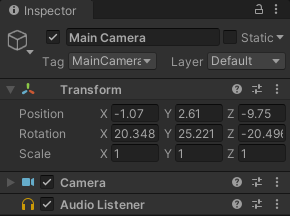 Inspector
Main Camera Static
Tag MainCamera Layer Default
Transform
Position X -1.07 Y 2.61 Z -9.75
Rotation X 20.348 Y 25.221 Z -20.496
Scale X 1 Y 1 Z 1
Camera
Audio Listener